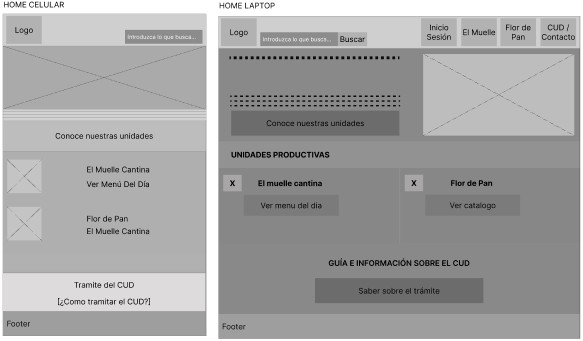 HOME CELULAR
Logo
Introduzca lo que busca...
Conoce nuestras unidades
El Muelle Cantina
Ver Menú Del Día
Flor de Pan
El Muelle Cantina
Tramite del CUD
[¿Como tramitar el CUD?]
Footer
HOME LAPTOP
Logo
Introduzca lo que busca...
Buscar
Inicio
Sesión
El Muelle
Flor de
Pan
CUD /
Contacto
Conoce nuestras unidades
UNIDADES PRODUCTIVAS
X
El muelle cantina
Ver menu del dia
X
Flor de Pan
Ver catalogo
GUÍA E INFORMACIÓN SOBRE EL CUD
Saber sobre el trámite
Footer